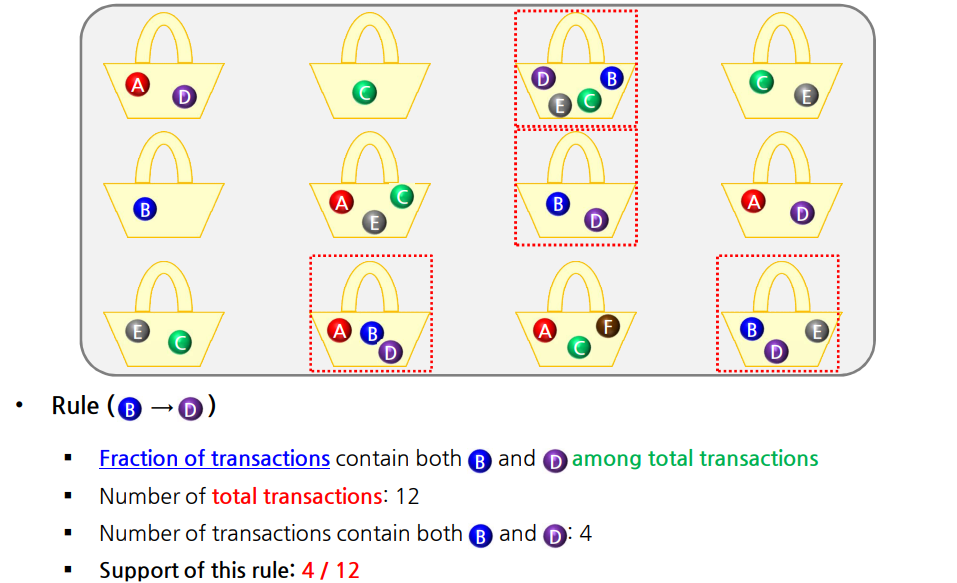 A D
C
D B E C
C E
B
A C E
B D
A D
E C
A B D
A F C
B E D
• Rule ( B → D )
▪ Fraction of transactions contain both B and D among total transactions
▪ Number of total transactions: 12
▪ Number of transactions contain both B and D: 4
▪ Support of this rule: 4 / 12